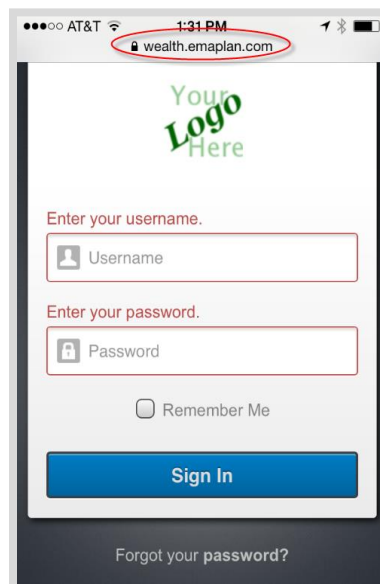 AT&T 1:31 PM
wealth.emaplan.com
Your
Logo
Here
Enter your username.
Username
Enter your password.
Password
Remember Me
Sign In
Forgot your password?